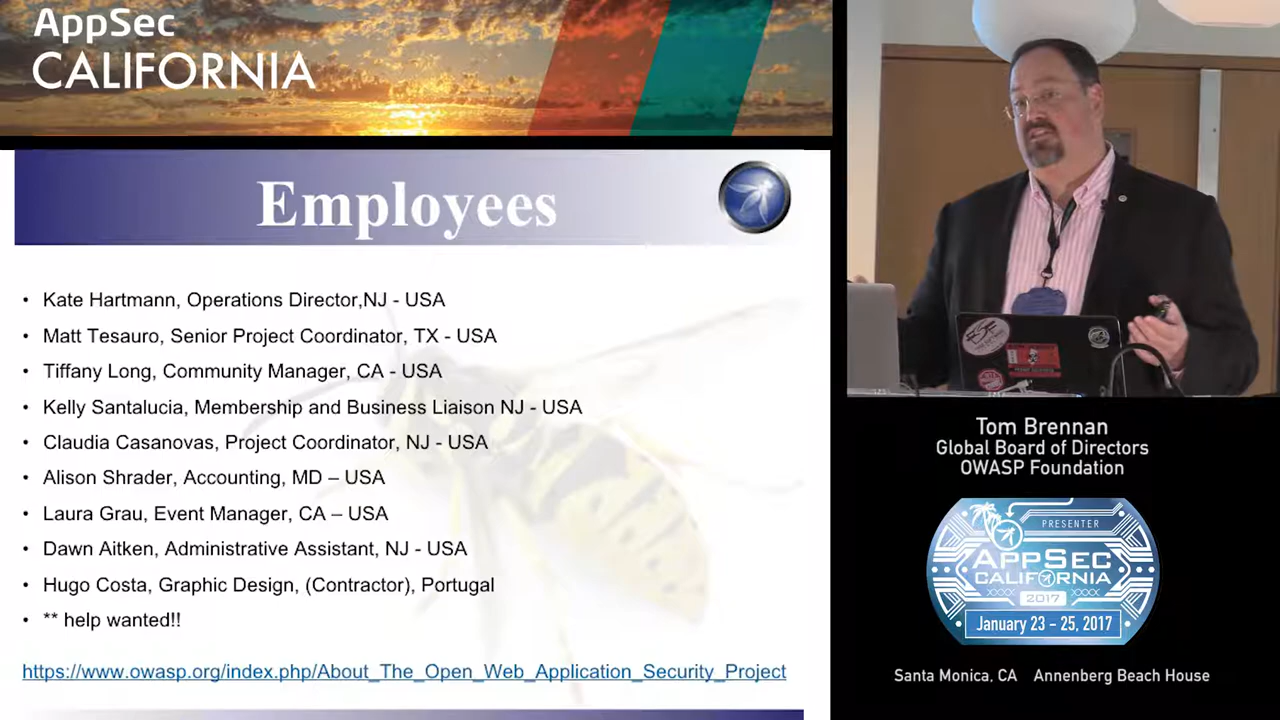 AppSec
CALIFORNIA
Employees
• Kate Hartmann, Operations Director,NJ - USA
• Matt Tesauro, Senior Project Coordinator, TX - USA
• Tiffany Long, Community Manager, CA - USA
• Kelly Santalucia, Membership and Business Liaison NJ - USA
• Claudia Casanovas, Project Coordinator, NJ - USA
• Alison Shrader, Accounting, MD – USA
• Laura Grau, Event Manager, CA – USA
• Dawn Aitken, Administrative Assistant, NJ - USA
• Hugo Costa, Graphic Design, (Contractor), Portugal
• ** help wanted!!
https://www.owasp.org/index.php/About_The_Open_Web_Application_Security_Project
Tom Brennan
Global Board of Directors
OWASP Foundation
PRESENTER
APPSEC
CALIFORNIA
2017
January 23 – 25, 2017
Santa Monica, CA Annenberg Beach House